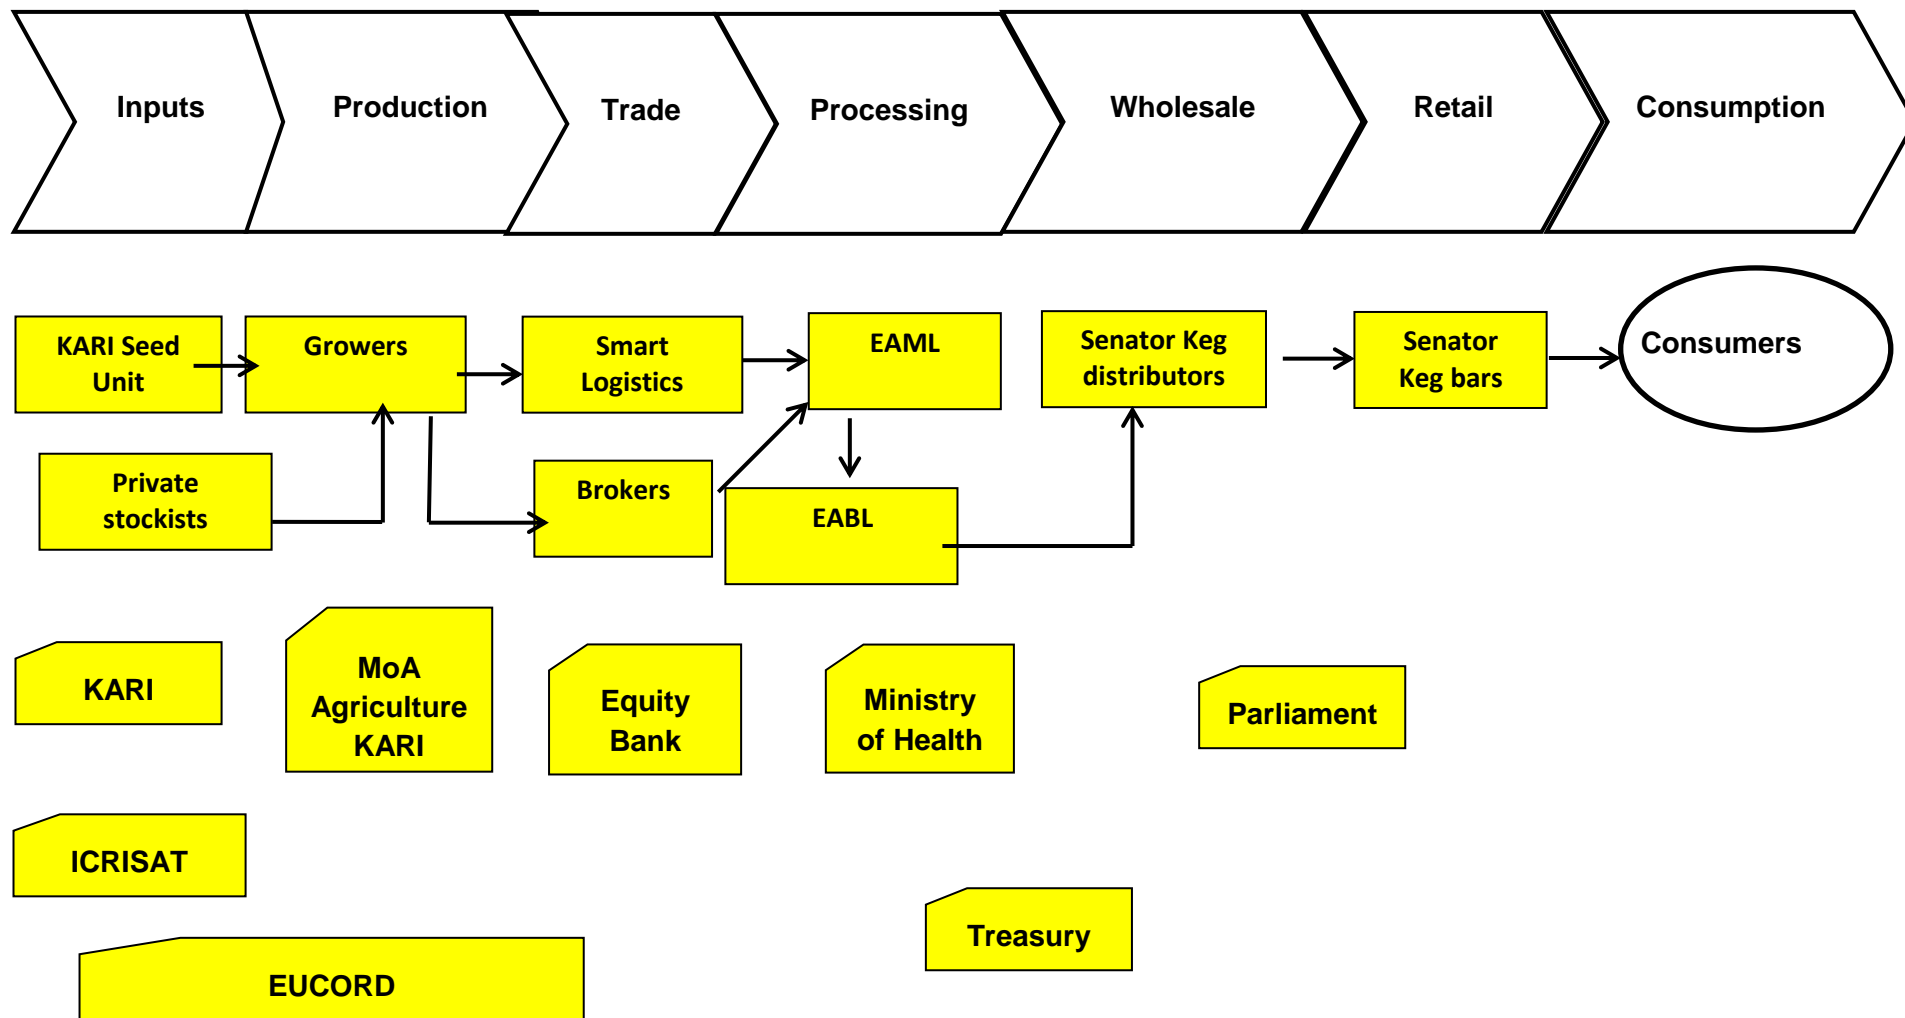 Inputs
Production
Trade
Processing
Wholesale
Retail
Consumption
KARI Seed
Unit
Growers
Smart
Logistics
EAML
Senator Keg
distributors
Senator
Keg bars
Consumers
Private
stockists
Brokers
EABL
KARI
MoA
Agriculture
KARI
Equity
Bank
Ministry
of Health
Parliament
ICRISAT
Treasury
EUCORD